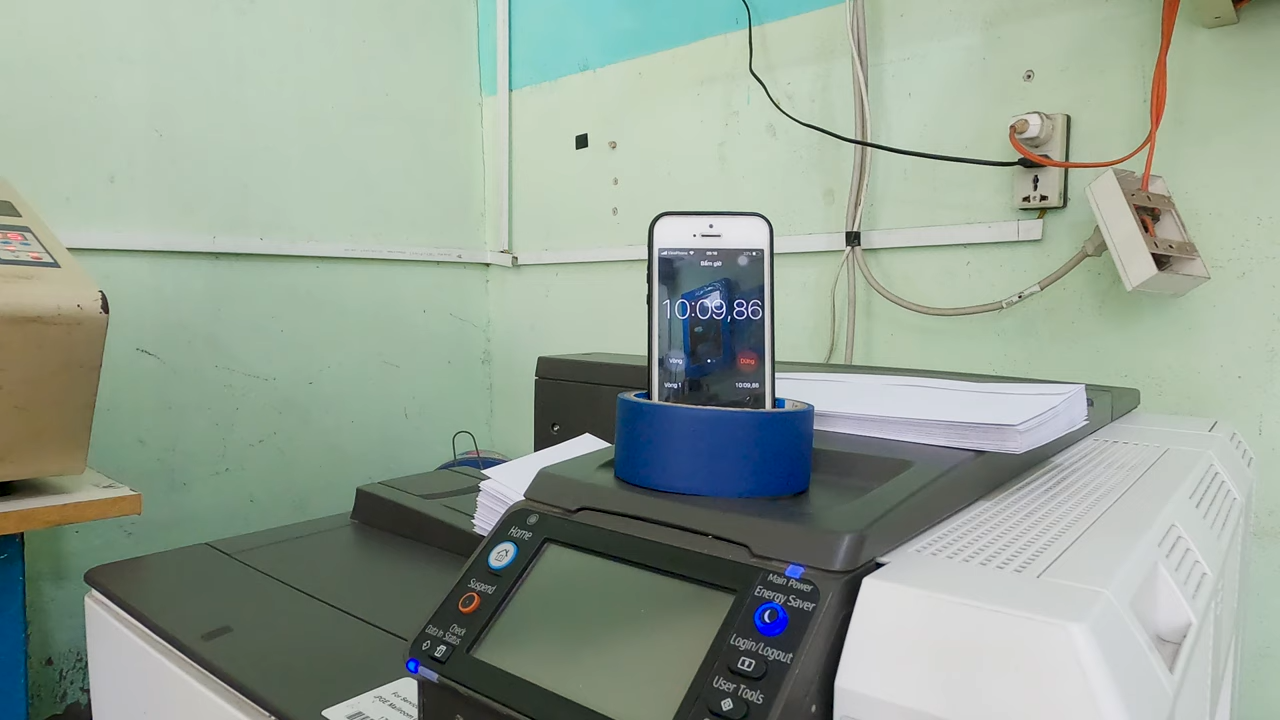 Bấm giờ
10:09,86
Vòng
Dừng
Vòng 1
10:09,86
Home
Suspend
Check
Data In Status
Main Power
Energy Saver
Login/Logout
User Tools